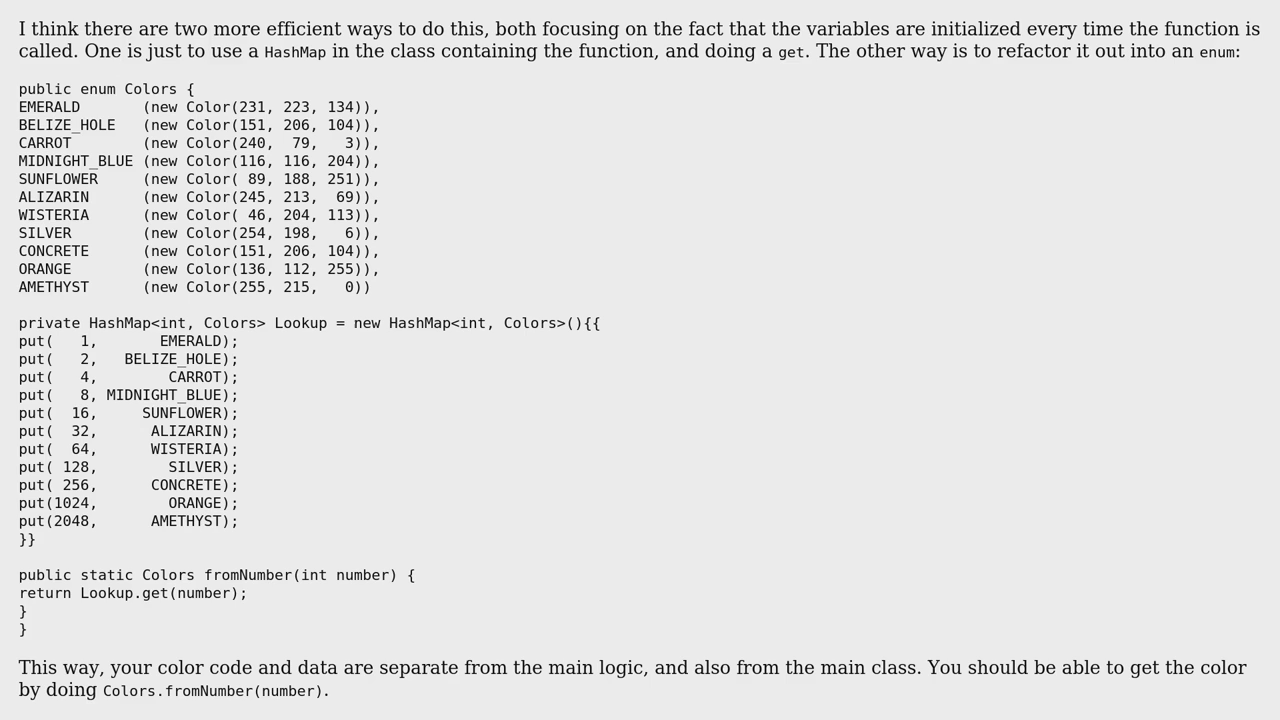 I think there are two more efficient ways to do this, both focusing on the fact that the variables are initialized every time the function is
called. One is just to use a HashMap in the class containing the function, and doing a get. The other way is to refactor it out into an enum:
public enum Colors {
EMERALD       (new Color(231, 223, 134)),
BELIZE_HOLE   (new Color(151, 206, 104)),
CARROT        (new Color(240,  79,   3)),
MIDNIGHT_BLUE (new Color(116, 116, 204)),
SUNFLOWER     (new Color( 89, 188, 251)),
ALIZARIN      (new Color(245, 213,  69)),
WISTERIA      (new Color( 46, 204, 113)),
SILVER        (new Color(254, 198,   6)),
CONCRETE      (new Color(151, 206, 104)),
ORANGE        (new Color(136, 112, 255)),
AMETHYST      (new Color(255, 215,   0))
private HashMap<int, Colors> Lookup = new HashMap<int, Colors>(){{
put(   1,       EMERALD);
put(   2,   BELIZE_HOLE);
put(   4,        CARROT);
put(   8, MIDNIGHT_BLUE);
put(  16,     SUNFLOWER);
put(  32,      ALIZARIN);
put(  64,      WISTERIA);
put( 128,        SILVER);
put( 256,      CONCRETE);
put(1024,        ORANGE);
put(2048,      AMETHYST);
}}
public static Colors fromNumber(int number) {
return Lookup.get(number);
}
}
This way, your color code and data are separate from the main logic, and also from the main class. You should be able to get the color
by doing Colors.fromNumber(number).